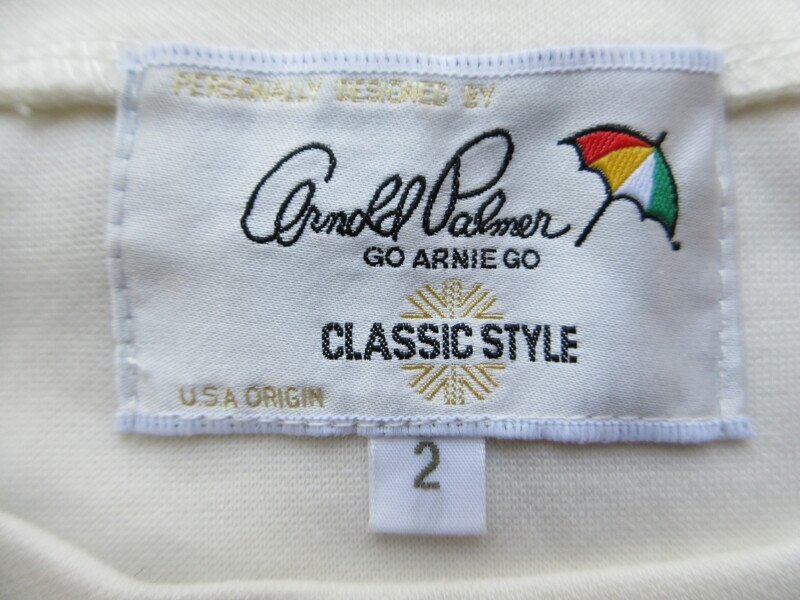 PERSONALLY DESIGNED BY
Arnold Palmer
GO ARNIE GO
CLASSIC STYLE
U.S.A ORIGIN
2